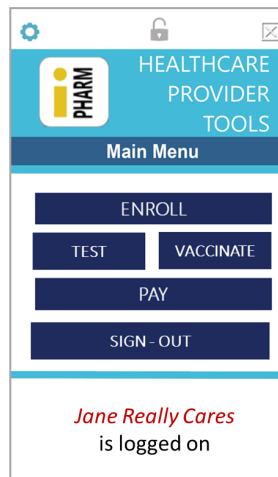 HEALTHCARE
PROVIDER
TOOLS
i
PHARM
Main Menu
ENROLL
TEST
VACCINATE
PAY
SIGN-OUT
Jane Really Cares
is logged on